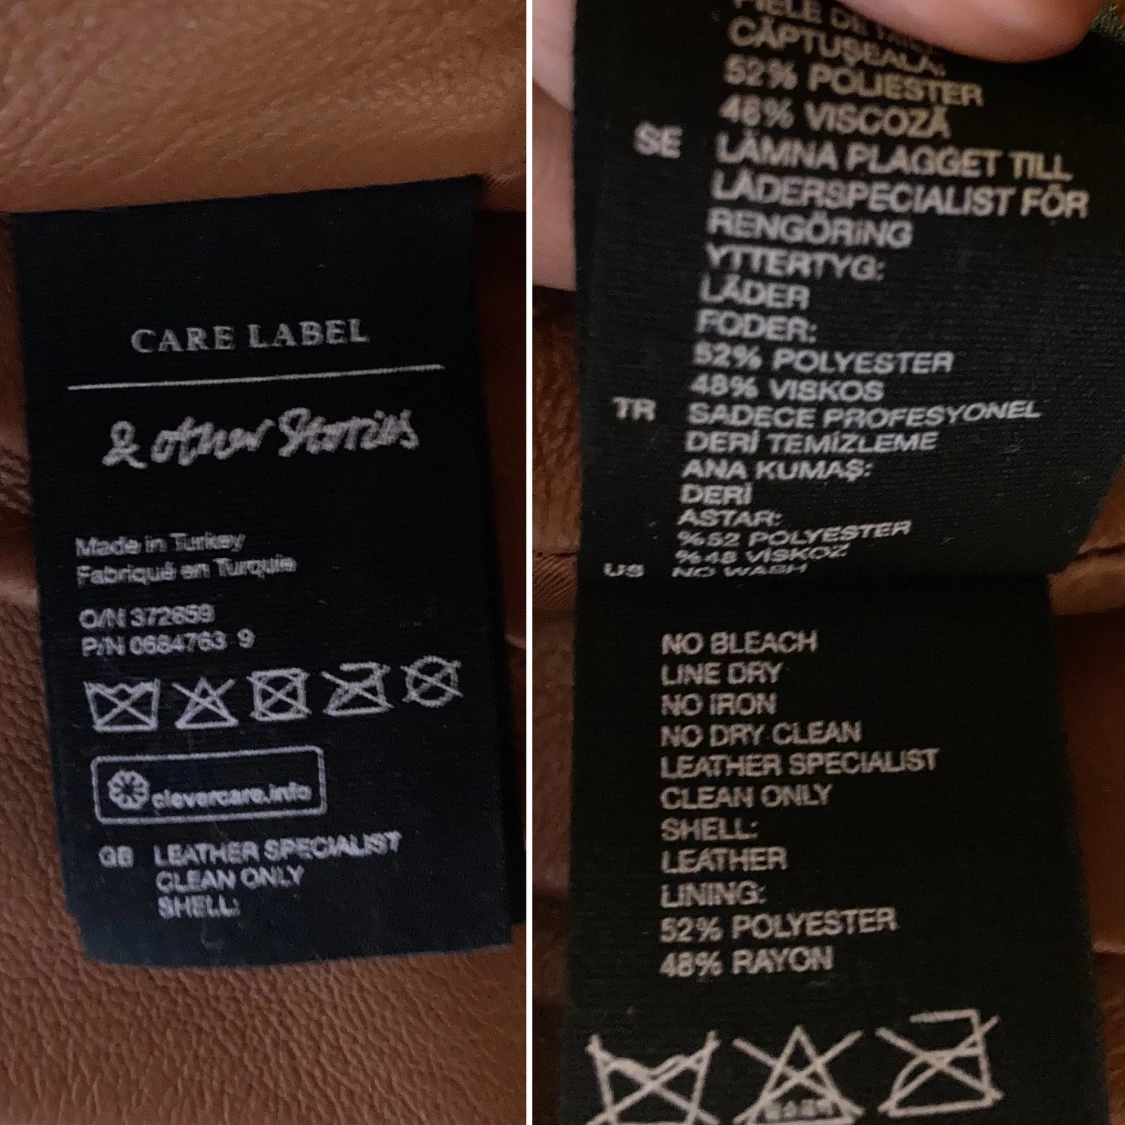 CARE LABEL
& other Stories
Made in Turkey
Fabriqué en Turquie
O/N 372659
P/N 0684763 9
clevercare.info
GB LEATHER SPECIALIST
CLEAN ONLY
SHELL:
PIELE DE
CĂPTUŞEALĂ:
52% POLIESTER
48% VISCOZĂ
SE LÄMNA PLAGGET TILL
LÄDERSPECIALIST FÖR
RENGÖRING
YTTERTYG:
LÄDER
FODER:
52% POLYESTER
48% VISKOS
TR SADECE PROFESYONEL
DERİ TEMİZLEME
ANA KUMAŞ:
DERİ
ASTAR:
%52 POLYESTER
%48 VİSKOZ
US NO WASH
NO BLEACH
LINE DRY
NO IRON
NO DRY CLEAN
LEATHER SPECIALIST
CLEAN ONLY
SHELL:
LEATHER
LINING:
52% POLYESTER
48% RAYON